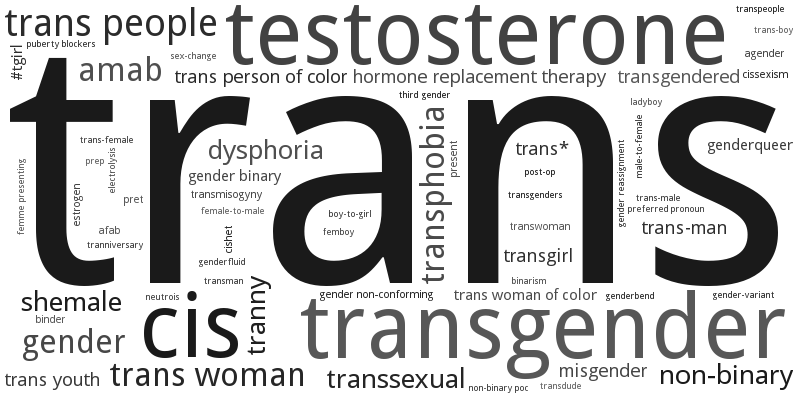 trans people
testosterone
transpeople
trans-boy
#tgirl
puberty blockers
amab
sex-change
agender
trans person of color
hormone replacement therapy
transgendered
cissexism
trans
third gender
ladyboy
trans-female
prep
electrolysis
femme presenting
estrogen
pret
afab
tranniversary
dysphoria
gender binary
transmisogyny
female-to-male
cishet
genderfluid
transman
boy-to-girl
femboy
transphobia
present
trans*
post-op
transgenders
transwoman
transgirl
binarism
gender reassignment
male-to-female
genderqueer
trans-male
preferred pronoun
trans-man
shemale
binder
neutrois
cis
tranny
gender non-conforming
trans woman of color
genderbend
gender-variant
gender
transgender
trans youth
trans woman
transsexual
misgender
non-binary poc
transdude
non-binary